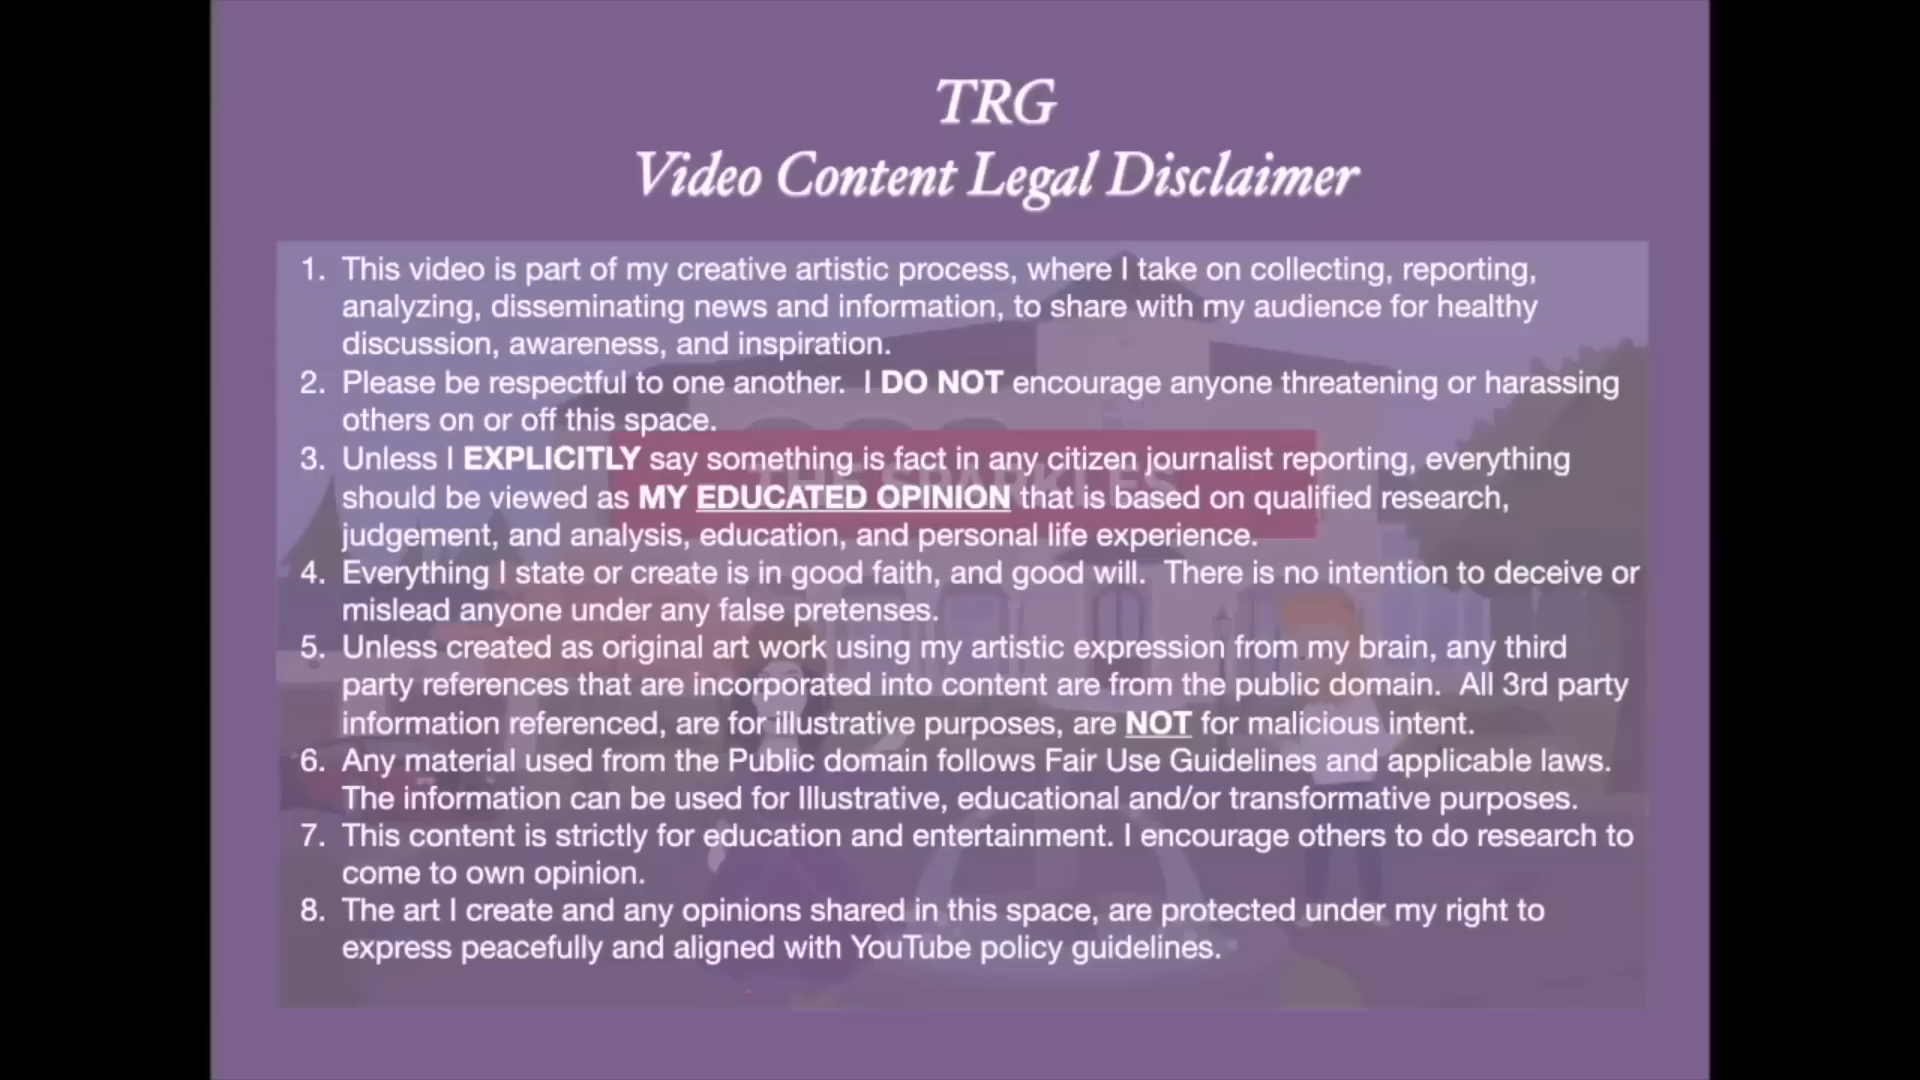 TRG
Video Content Legal Disclaimer
1. This video is part of my creative artistic process, where I take on collecting, reporting,
analyzing, disseminating news and information, to share with my audience for healthy
discussion, awareness, and inspiration.
2. Please be respectful to one another.  I DO NOT encourage anyone threatening or harassing
others on or off this space.
3. Unless I EXPLICITLY say something is fact in any citizen journalist reporting, everything
THE SPARKLES
should be viewed as MY EDUCATED OPINION that is based on qualified research,
judgement, and analysis, education, and personal life experience.
4. Everything I state or create is in good faith, and good will.  There is no intention to deceive or
mislead anyone under any false pretenses.
5. Unless created as original art work using my artistic expression from my brain, any third
party references that are incorporated into content are from the public domain.  All 3rd party
information referenced, are for illustrative purposes, are NOT for malicious intent.
6. Any material used from the Public domain follows Fair Use Guidelines and applicable laws.
The information can be used for Illustrative, educational and/or transformative purposes.
7. This content is strictly for education and entertainment. I encourage others to do research to
come to own opinion.
8. The art I create and any opinions shared in this space, are protected under my right to
express peacefully and aligned with YouTube policy guidelines.